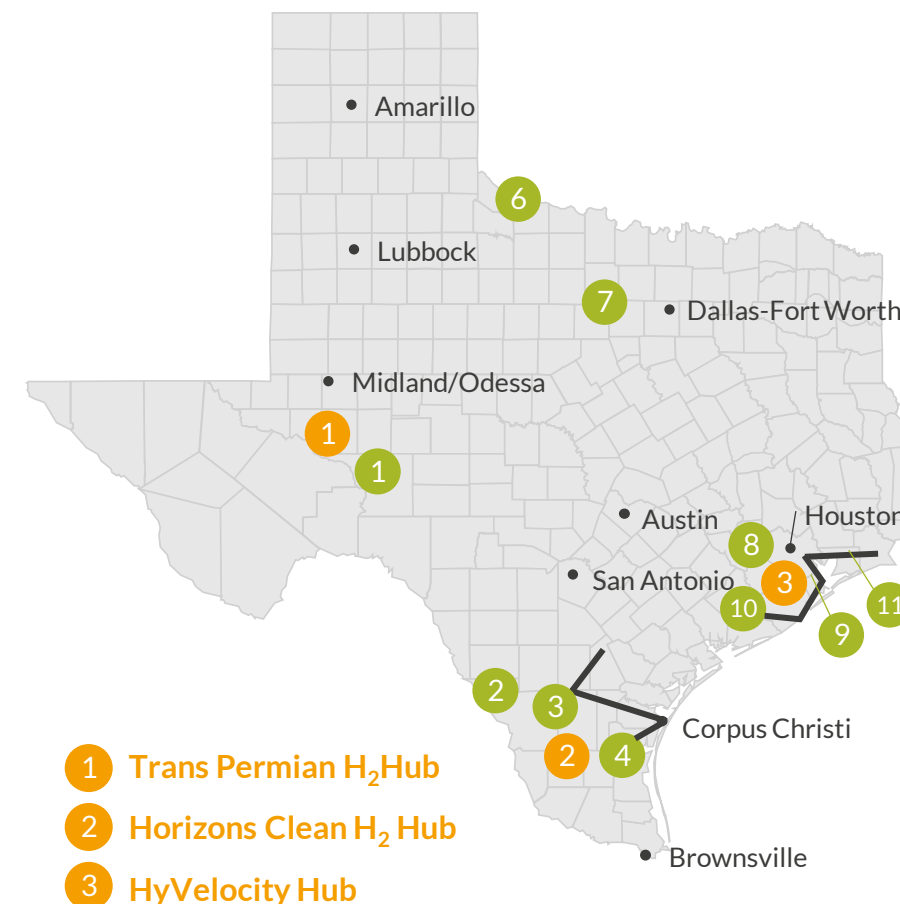 Amarillo
6
Lubbock
7
Dallas-Fort Worth
Midland/Odessa
1
1
Austin
Houston
8
San Antonio
3
10
11
9
2
3
Corpus Christi
2
4
1 Trans Permian H₂Hub
2 Horizons Clean H₂ Hub
Brownsville
3 HyVelocity Hub